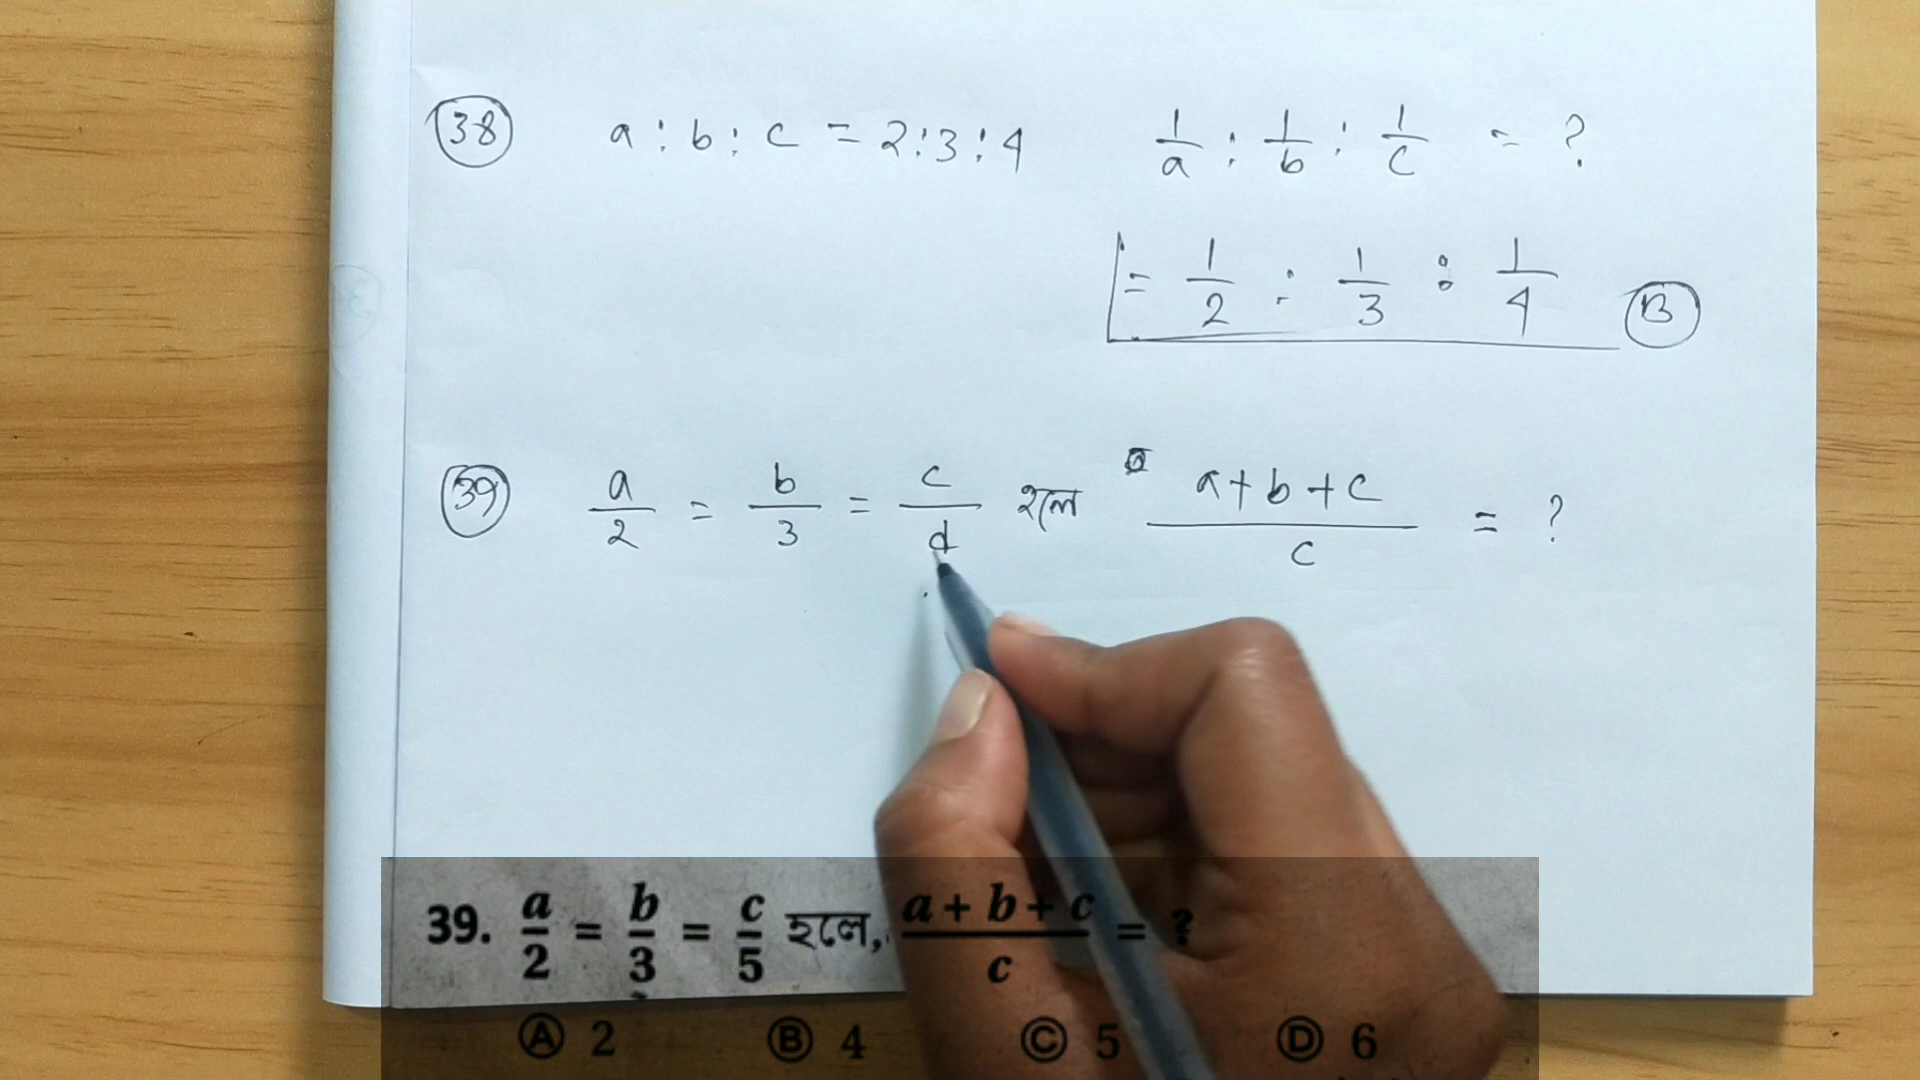 38 a : b : c = 2:3:4 1/a : 1/b : 1/c = ?
= 1/2 : 1/3 : 1/4 B
39 a/2 = b/3 = c/d হলে a+b+c/c = ?
39. a/2 = b/3 = c/5 হলে, a + b + c/c = ?
Ⓐ 2 Ⓑ 4 Ⓒ 5 Ⓓ 6